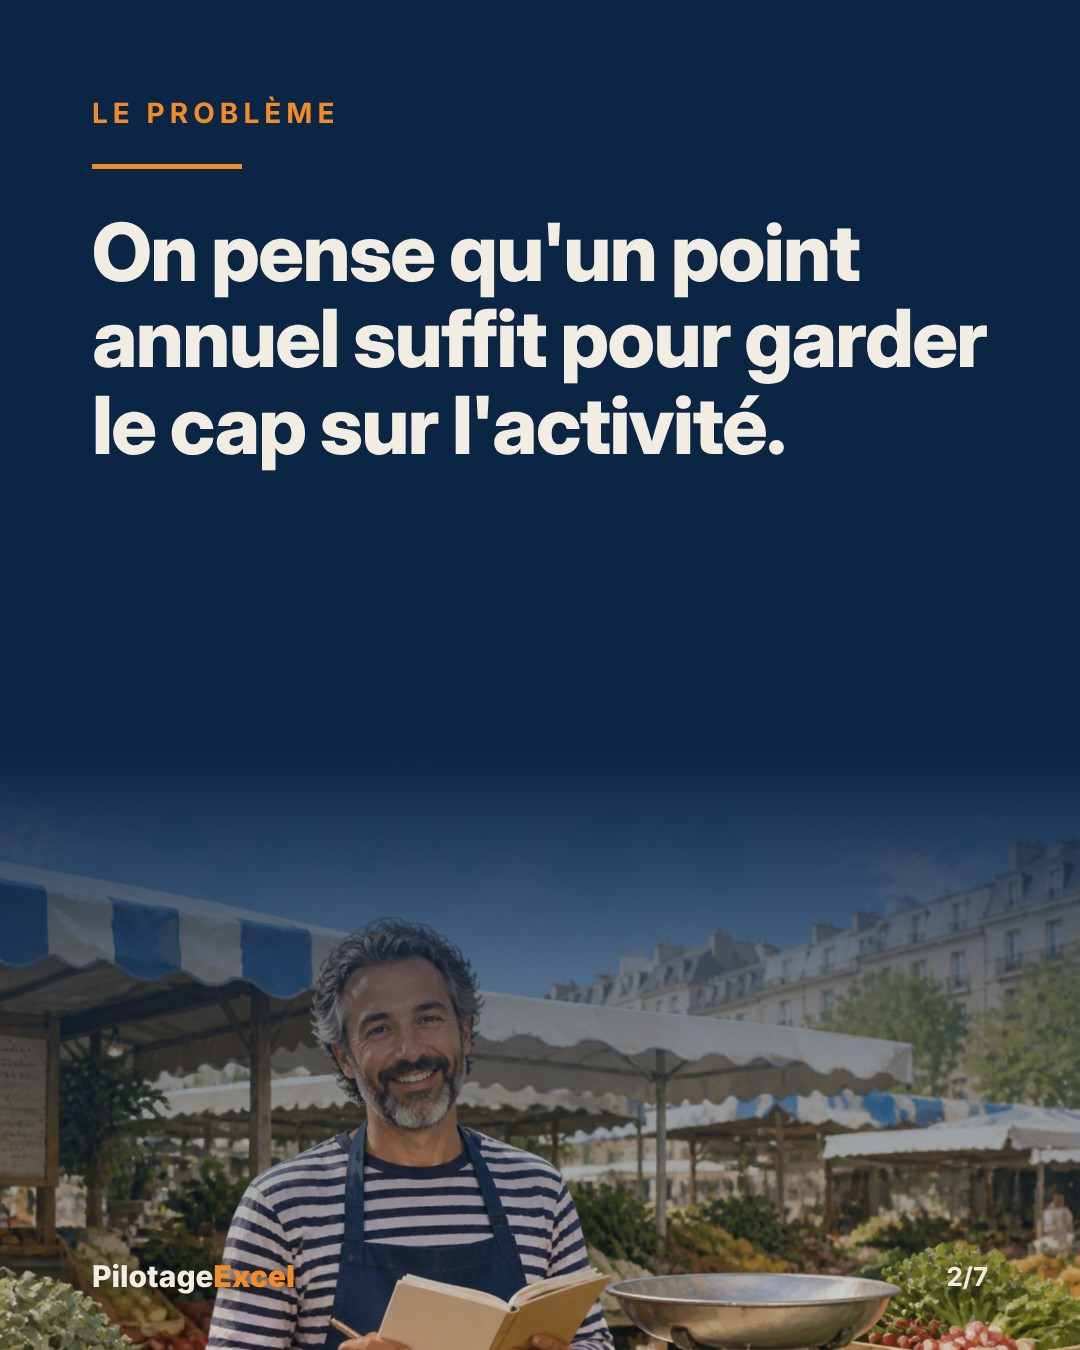 LE PROBLÈME
On pense qu'un point
annuel suffit pour garder
le cap sur l'activité.
PilotageExcel
2/7